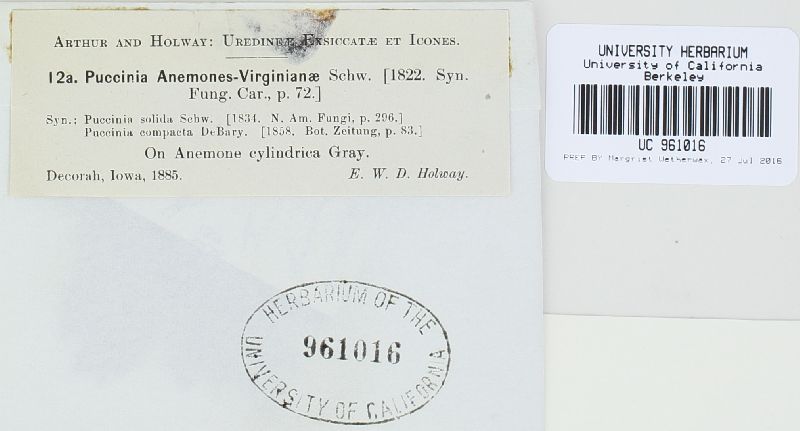 ARTHUR AND HOLWAY: UREDINEÆ EXSICCATÆ ET ICONES.
12a. Puccinia Anemones-Virginianæ Schw. [1822. Syn.
Fung. Car., p. 72.]
Syn.: Puccinia solida Schw. [1834. N. Am. Fungi, p. 296.]
Puccinia compacta DeBary. [1858. Bot. Zeitung, p. 83.]
On Anemone cylindrica Gray.
Decorah, Iowa, 1885. E. W. D. Holway.
UNIVERSITY HERBARIUM
University of California
Berkeley
UC 961016
PREP BY Margriet Wetherwax, 27 Jul 2016
HERBARIUM OF THE
961016
UNIVERSITY OF CALIFORNIA